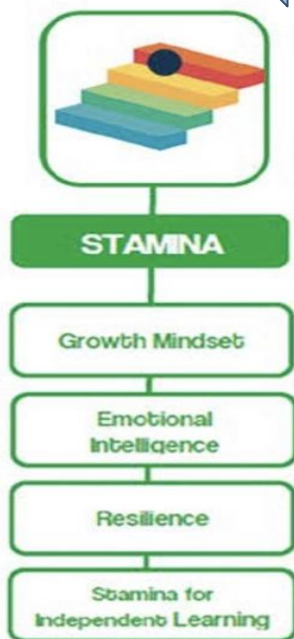 STAMINA
Growth Mindset
Emotional
Intelligence
Resilience
Stamina for
Independent Learning